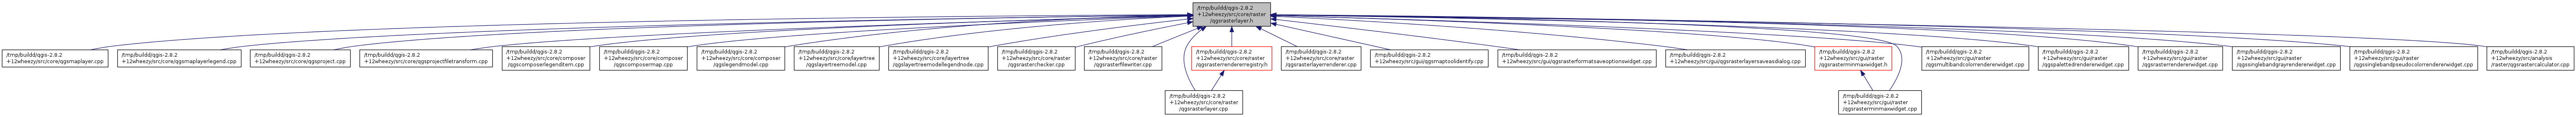 /tmp/buildd/qgis-2.8.2
+12wheezy/src/core/raster
/qgsrasterlayer.h
/tmp/buildd/qgis-2.8.2
+12wheezy/src/core/qgsmaplayer.cpp
/tmp/buildd/qgis-2.8.2
+12wheezy/src/core/qgsmaplayerlegend.cpp
/tmp/buildd/qgis-2.8.2
+12wheezy/src/core/qgsproject.cpp
/tmp/buildd/qgis-2.8.2
+12wheezy/src/core/qgsprojectfiletransform.cpp
/tmp/buildd/qgis-2.8.2
+12wheezy/src/core/composer
/qgscomposerlegenditem.cpp
/tmp/buildd/qgis-2.8.2
+12wheezy/src/core/composer
/qgscomposermap.cpp
/tmp/buildd/qgis-2.8.2
+12wheezy/src/core/composer
/qgslegendmodel.cpp
/tmp/buildd/qgis-2.8.2
+12wheezy/src/core/layertree
/qgslayertreemodel.cpp
/tmp/buildd/qgis-2.8.2
+12wheezy/src/core/layertree
/qgslayertreemodellegendnode.cpp
/tmp/buildd/qgis-2.8.2
+12wheezy/src/core/raster
/qgsrasterchecker.cpp
/tmp/buildd/qgis-2.8.2
+12wheezy/src/core/raster
/qgsrasterfilewriter.cpp
/tmp/buildd/qgis-2.8.2
+12wheezy/src/core/raster
/qgsrasterrendererregistry.h
/tmp/buildd/qgis-2.8.2
+12wheezy/src/core/raster
/qgsrasterlayerrenderer.cpp
/tmp/buildd/qgis-2.8.2
+12wheezy/src/gui/qgsmaptoolidentify.cpp
/tmp/buildd/qgis-2.8.2
+12wheezy/src/gui/qgsrasterformatsaveoptionswidget.cpp
/tmp/buildd/qgis-2.8.2
+12wheezy/src/gui/qgsrasterlayersaveasdialog.cpp
/tmp/buildd/qgis-2.8.2
+12wheezy/src/gui/raster
/qgsrasterminmaxwidget.h
/tmp/buildd/qgis-2.8.2
+12wheezy/src/gui/raster
/qgsmultibandcolorrendererwidget.cpp
/tmp/buildd/qgis-2.8.2
+12wheezy/src/gui/raster
/qgspalettedrendererwidget.cpp
/tmp/buildd/qgis-2.8.2
+12wheezy/src/gui/raster
/qgsrasterrendererwidget.cpp
/tmp/buildd/qgis-2.8.2
+12wheezy/src/gui/raster
/qgssinglebandgrayrendererwidget.cpp
/tmp/buildd/qgis-2.8.2
+12wheezy/src/gui/raster
/qgssinglebandpseudocolorrendererwidget.cpp
/tmp/buildd/qgis-2.8.2
+12wheezy/src/analysis
/raster/qgsrastercalculator.cpp
/tmp/buildd/qgis-2.8.2
+12wheezy/src/core/raster
/qgsrasterlayer.cpp
/tmp/buildd/qgis-2.8.2
+12wheezy/src/gui/raster
/qgsrasterminmaxwidget.cpp